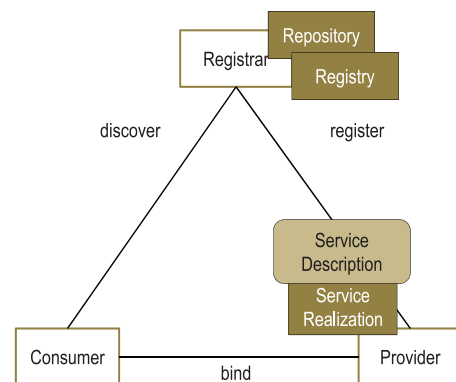 Repository
Registrar
Registry
discover
register
Service
Description
Service
Realization
Consumer
Provider
bind